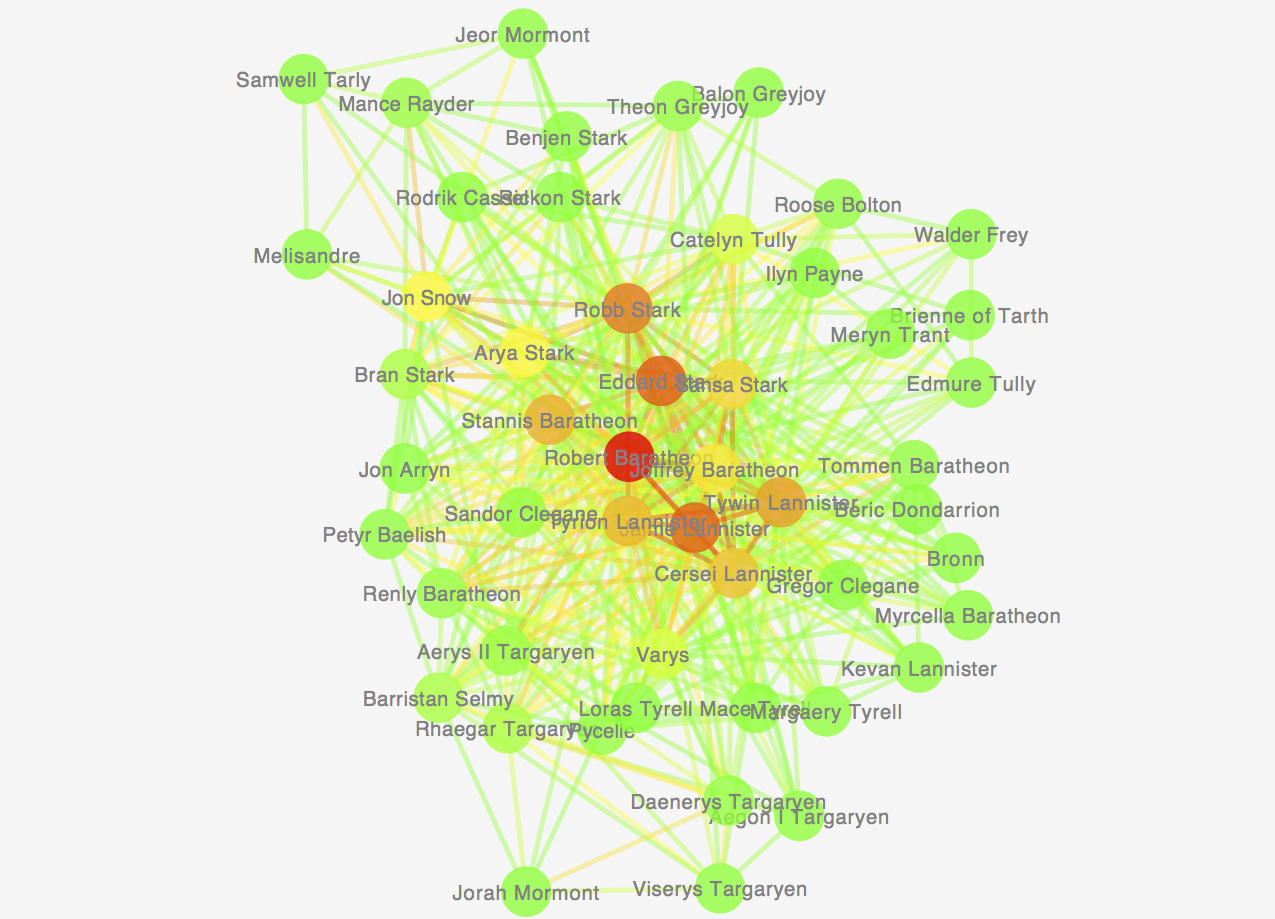 Jeor Mormont
Samwell Tarly
Balon Greyjoy
Mance Rayder
Theon Greyjoy
Benjen Stark
Rodrik Cassel
Rickon Stark
Roose Bolton
Catelyn Tully
Walder Frey
Melisandre
Ilyn Payne
Jon Snow
Robb Stark
Brienne of Tarth
Meryn Trant
Arya Stark
Bran Stark
Eddard Stark
Sansa Stark
Edmure Tully
Stannis Baratheon
Robert Baratheon
Joffrey Baratheon
Tommen Baratheon
Jon Arryn
Tywin Lannister
Beric Dondarrion
Sandor Clegane
Tyrion Lannister
Jaime Lannister
Petyr Baelish
Bronn
Cersei Lannister
Gregor Clegane
Renly Baratheon
Myrcella Baratheon
Aerys II Targaryen
Varys
Kevan Lannister
Barristan Selmy
Loras Tyrell
Mace Tyrell
Margaery Tyrell
Rhaegar Targaryen
Pycelle
Daenerys Targaryen
Aegon I Targaryen
Jorah Mormont
Viserys Targaryen